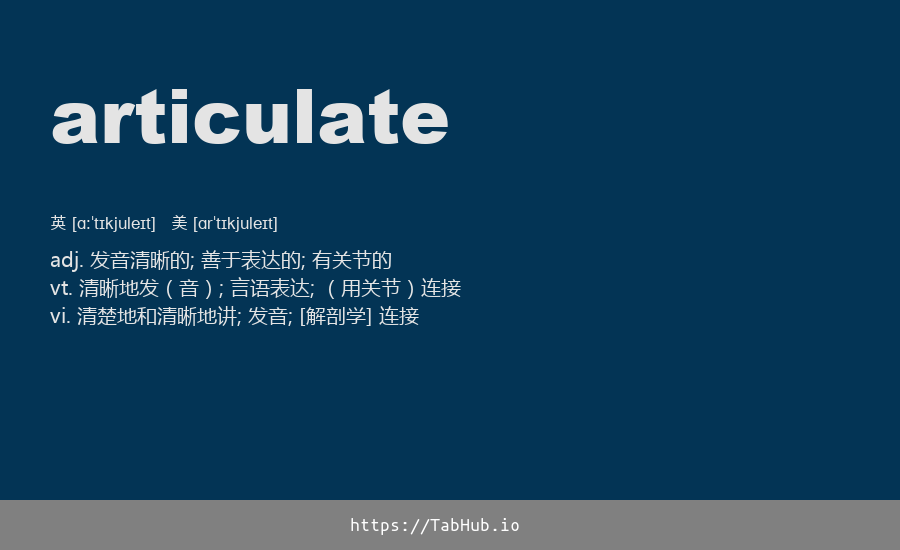 articulate
英 [ɑːˈtɪkjuleɪt] 美 [ɑrˈtɪkjuleɪt]
adj. 发音清晰的; 善于表达的; 有关节的
vt. 清晰地发（音）; 言语表达; （用关节）连接
vi. 清楚地和清晰地讲; 发音; [解剖学] 连接
https://TabHub.io